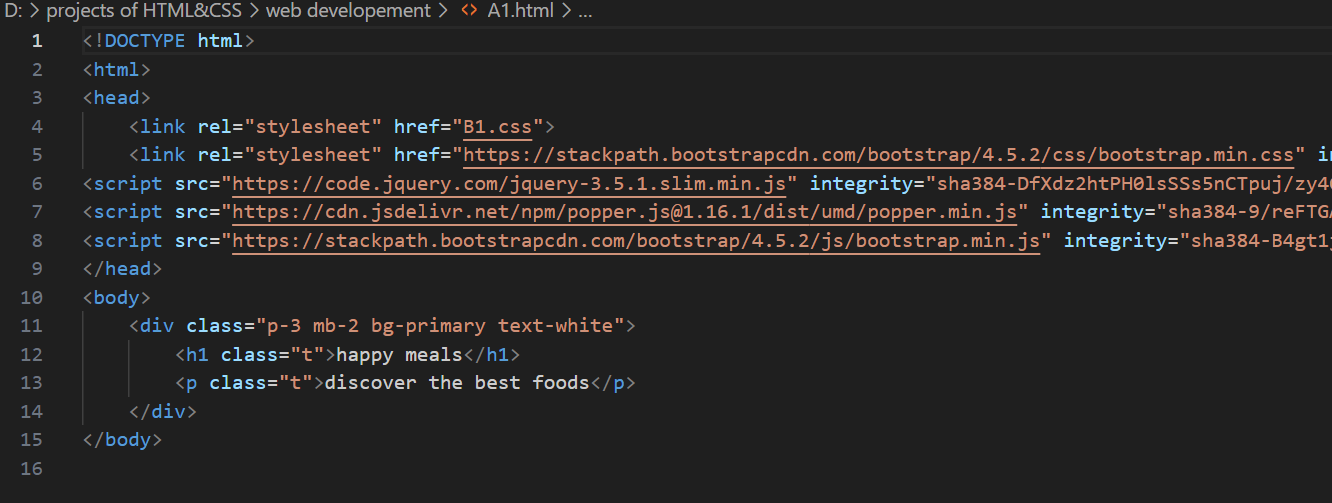 D: > projects of HTML&CSS > web developement > <> A1.html > ...
1 <!DOCTYPE html>
2 <html>
3 <head>
4 <link rel="stylesheet" href="B1.css">
5 <link rel="stylesheet" href="https://stackpath.bootstrapcdn.com/bootstrap/4.5.2/css/bootstrap.min.css" in
6 <script src="https://code.jquery.com/jquery-3.5.1.slim.min.js" integrity="sha384-DfXdz2htPH0lsSSs5nCTpuj/zy4
7 <script src="https://cdn.jsdelivr.net/npm/popper.js@1.16.1/dist/umd/popper.min.js" integrity="sha384-9/reFTGA
8 <script src="https://stackpath.bootstrapcdn.com/bootstrap/4.5.2/js/bootstrap.min.js" integrity="sha384-B4gt1j
9 </head>
10 <body>
11 <div class="p-3 mb-2 bg-primary text-white">
12 <h1 class="t">happy meals</h1>
13 <p class="t">discover the best foods</p>
14 </div>
15 </body>
16